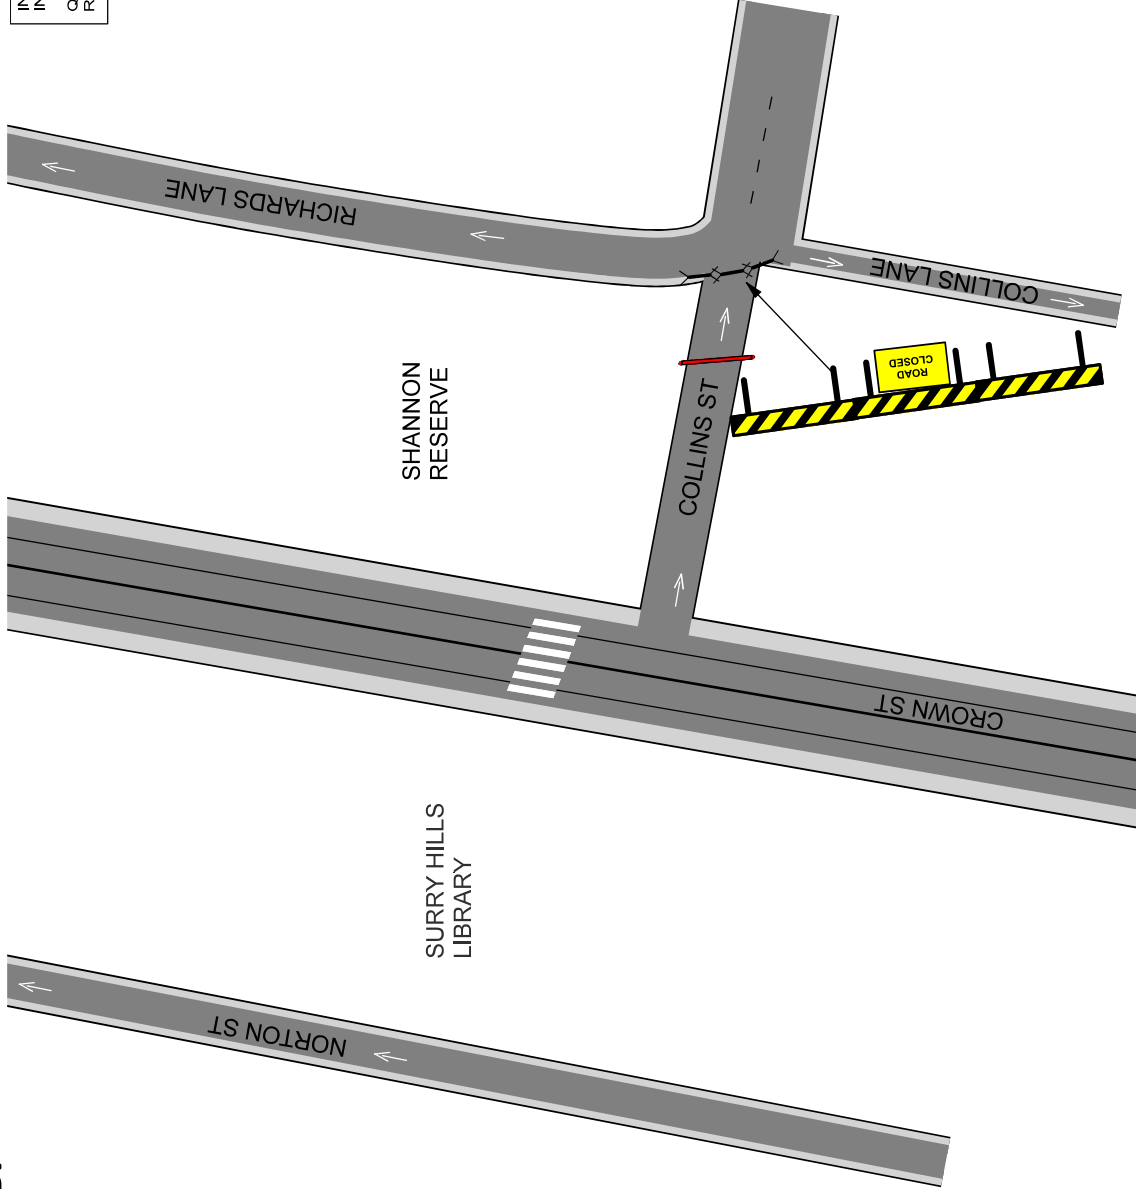 RICHARDS LANE
COLLINS LANE
SHANNON
RESERVE
COLLINS ST
ROAD
CLOSED
CROWN ST
SURRY HILLS
LIBRARY
NORTON ST